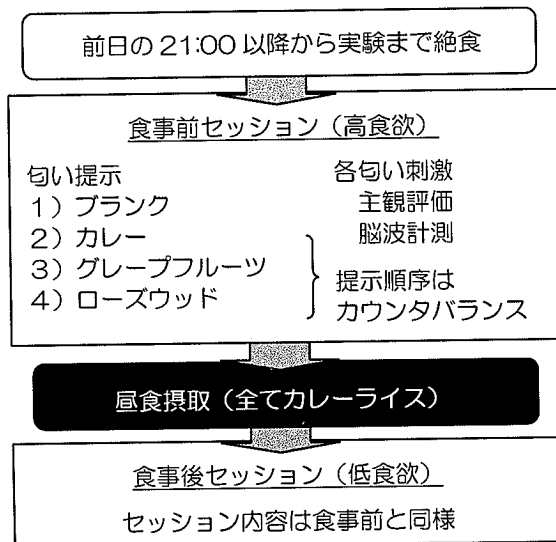 前日の 21:00 以降から実験まで絶食
食事前セッション（高食欲）
匂い提示
1）ブランク
2）カレー
3）グレープフルーツ
4）ローズウッド
各匂い刺激
主観評価
脳波計測
提示順序は
カウンタバランス
昼食摂取（全てカレーライス）
食事後セッション（低食欲）
セッション内容は食事前と同様